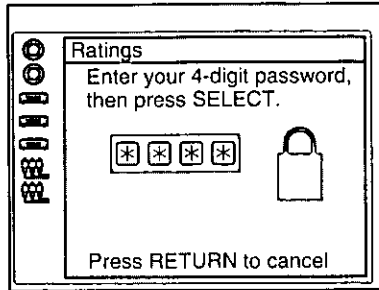 Ratings
Enter your 4-digit password,
then press SELECT.
* * * *
Press RETURN to cancel